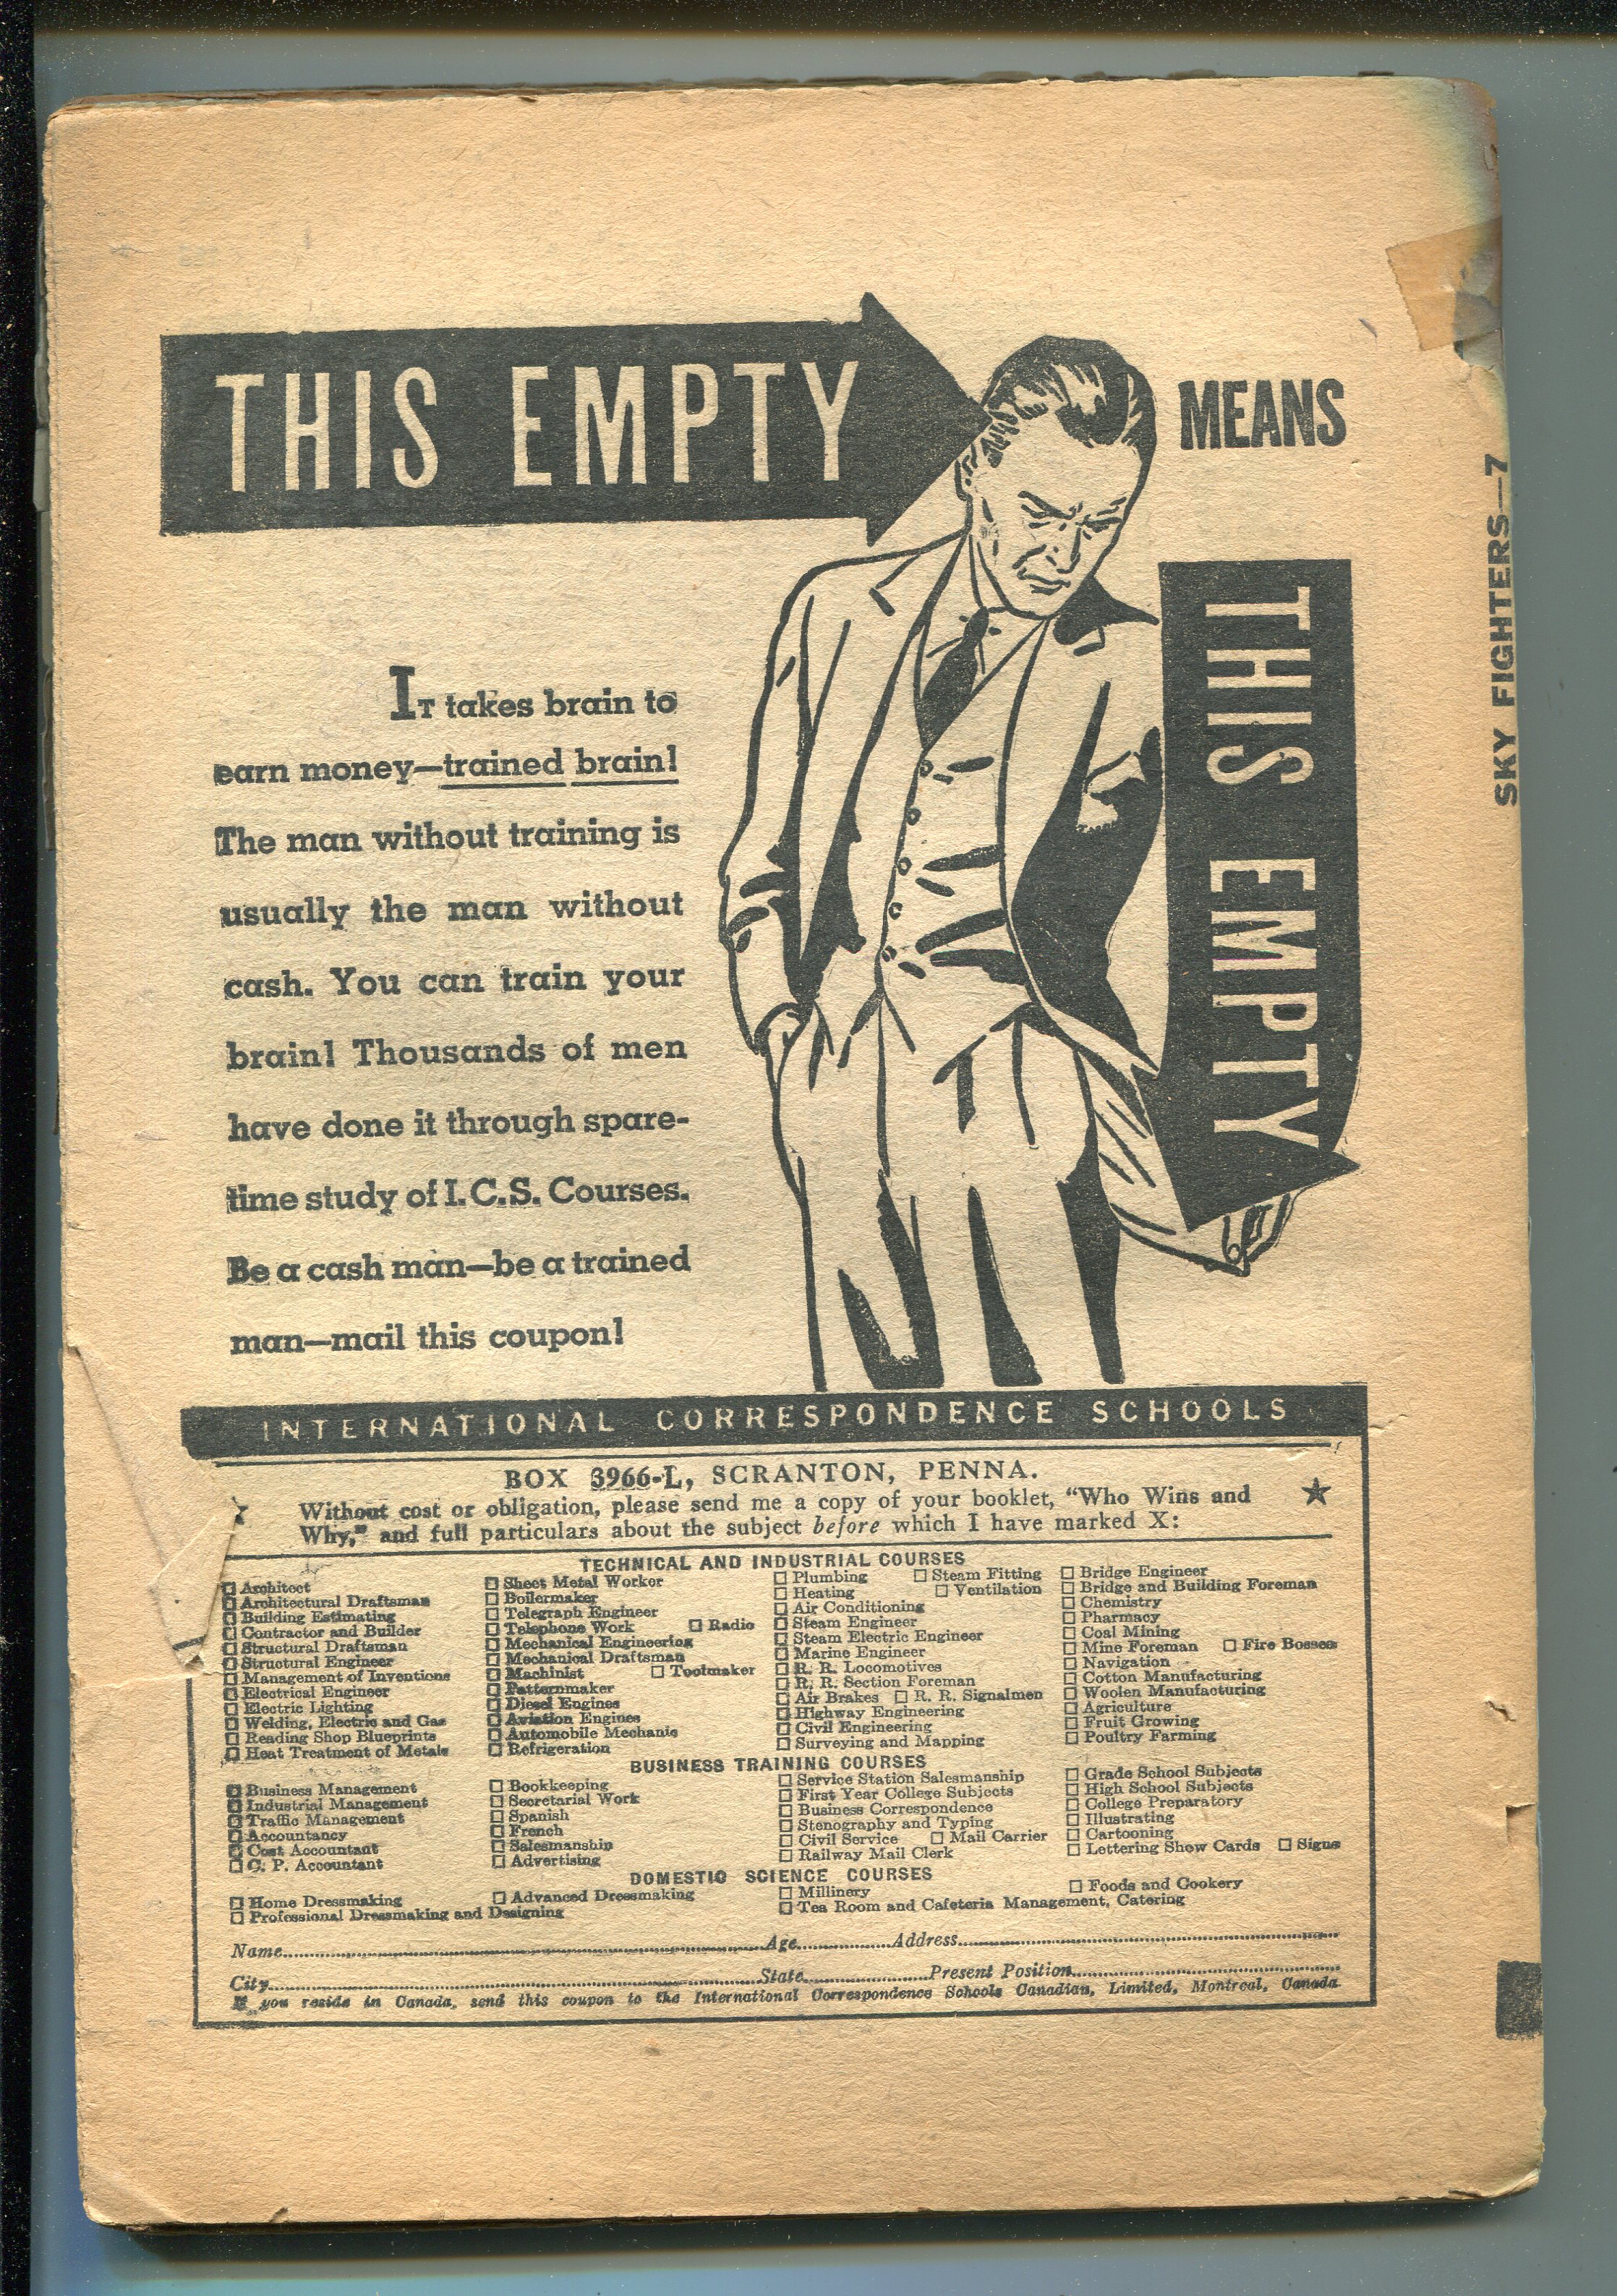 THIS EMPTY
MEANS
THIS EMPTY
SKY FIGHTERS—7
IT takes brain to
earn money—trained brain!
The man without training is
usually the man without
cash. You can train your
brain! Thousands of men
have done it through spare-
time study of I.C.S. Courses.
Be a cash man—be a trained
man—mail this coupon!
INTERNATIONAL CORRESPONDENCE SCHOOLS
BOX 3966-L, SCRANTON, PENNA.
Without cost or obligation, please send me a copy of your booklet, "Who Wins and
Why," and full particulars about the subject before which I have marked X:
TECHNICAL AND INDUSTRIAL COURSES
Architect
Architectural Draftsman
Building Estimating
Contractor and Builder
Structural Draftsman
Structural Engineer
Management of Inventions
Electrical Engineer
Electric Lighting
Welding, Electric and Gas
Reading Shop Blueprints
Heat Treatment of Metals
Sheet Metal Worker
Boilermaker
Telegraph Engineer
Telephone Work Radio
Mechanical Engineering
Mechanical Draftsman
Machinist Toolmaker
Patternmaker
Diesel Engines
Aviation Engines
Automobile Mechanic
Refrigeration
Plumbing Steam Fitting
Heating Ventilation
Air Conditioning
Steam Engineer
Steam Electric Engineer
Marine Engineer
R. R. Locomotives
R. R. Section Foreman
Air Brakes R. R. Signalmen
Highway Engineering
Civil Engineering
Surveying and Mapping
Bridge Engineer
Bridge and Building Foreman
Chemistry
Pharmacy
Coal Mining
Mine Foreman Fire Bosses
Navigation
Cotton Manufacturing
Woolen Manufacturing
Agriculture
Fruit Growing
Poultry Farming
BUSINESS TRAINING COURSES
Business Management
Industrial Management
Traffic Management
Accountancy
Cost Accountant
C. P. Accountant
Bookkeeping
Secretarial Work
Spanish
French
Salesmanship
Advertising
Service Station Salesmanship
First Year College Subjects
Business Correspondence
Stenography and Typing
Civil Service Mail Carrier
Railway Mail Clerk
Grade School Subjects
High School Subjects
College Preparatory
Illustrating
Cartooning
Lettering Show Cards Signs
DOMESTIC SCIENCE COURSES
Home Dressmaking
Professional Dressmaking and Designing
Advanced Dressmaking
Millinery
Tea Room and Cafeteria Management, Catering
Foods and Cookery
Name Age Address
City State Present Position
If you reside in Canada, send this coupon to the International Correspondence Schools Canadian, Limited, Montreal, Canada